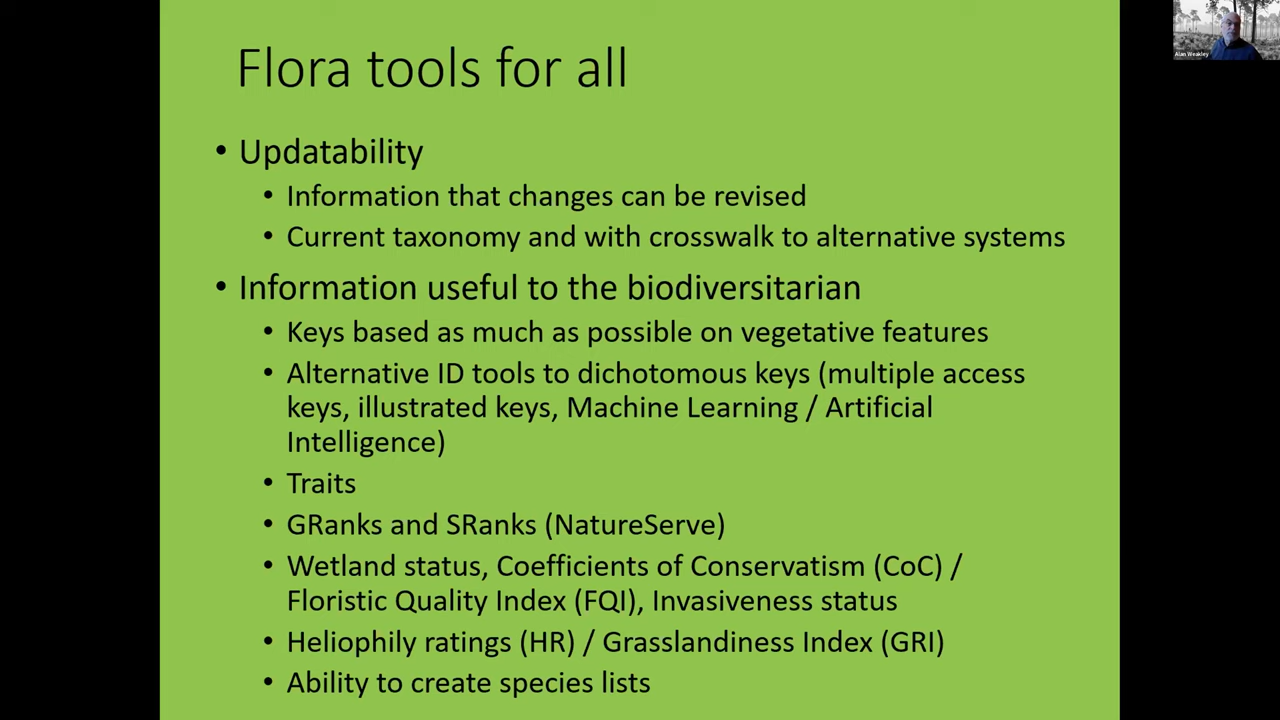 Flora tools for all
• Updatability
• Information that changes can be revised
• Current taxonomy and with crosswalk to alternative systems
• Information useful to the biodiversitarian
• Keys based as much as possible on vegetative features
• Alternative ID tools to dichotomous keys (multiple access
keys, illustrated keys, Machine Learning / Artificial
Intelligence)
• Traits
• GRanks and SRanks (NatureServe)
• Wetland status, Coefficients of Conservatism (CoC) /
Floristic Quality Index (FQI), Invasiveness status
• Heliophily ratings (HR) / Grasslandiness Index (GRI)
• Ability to create species lists
Alan Weakley